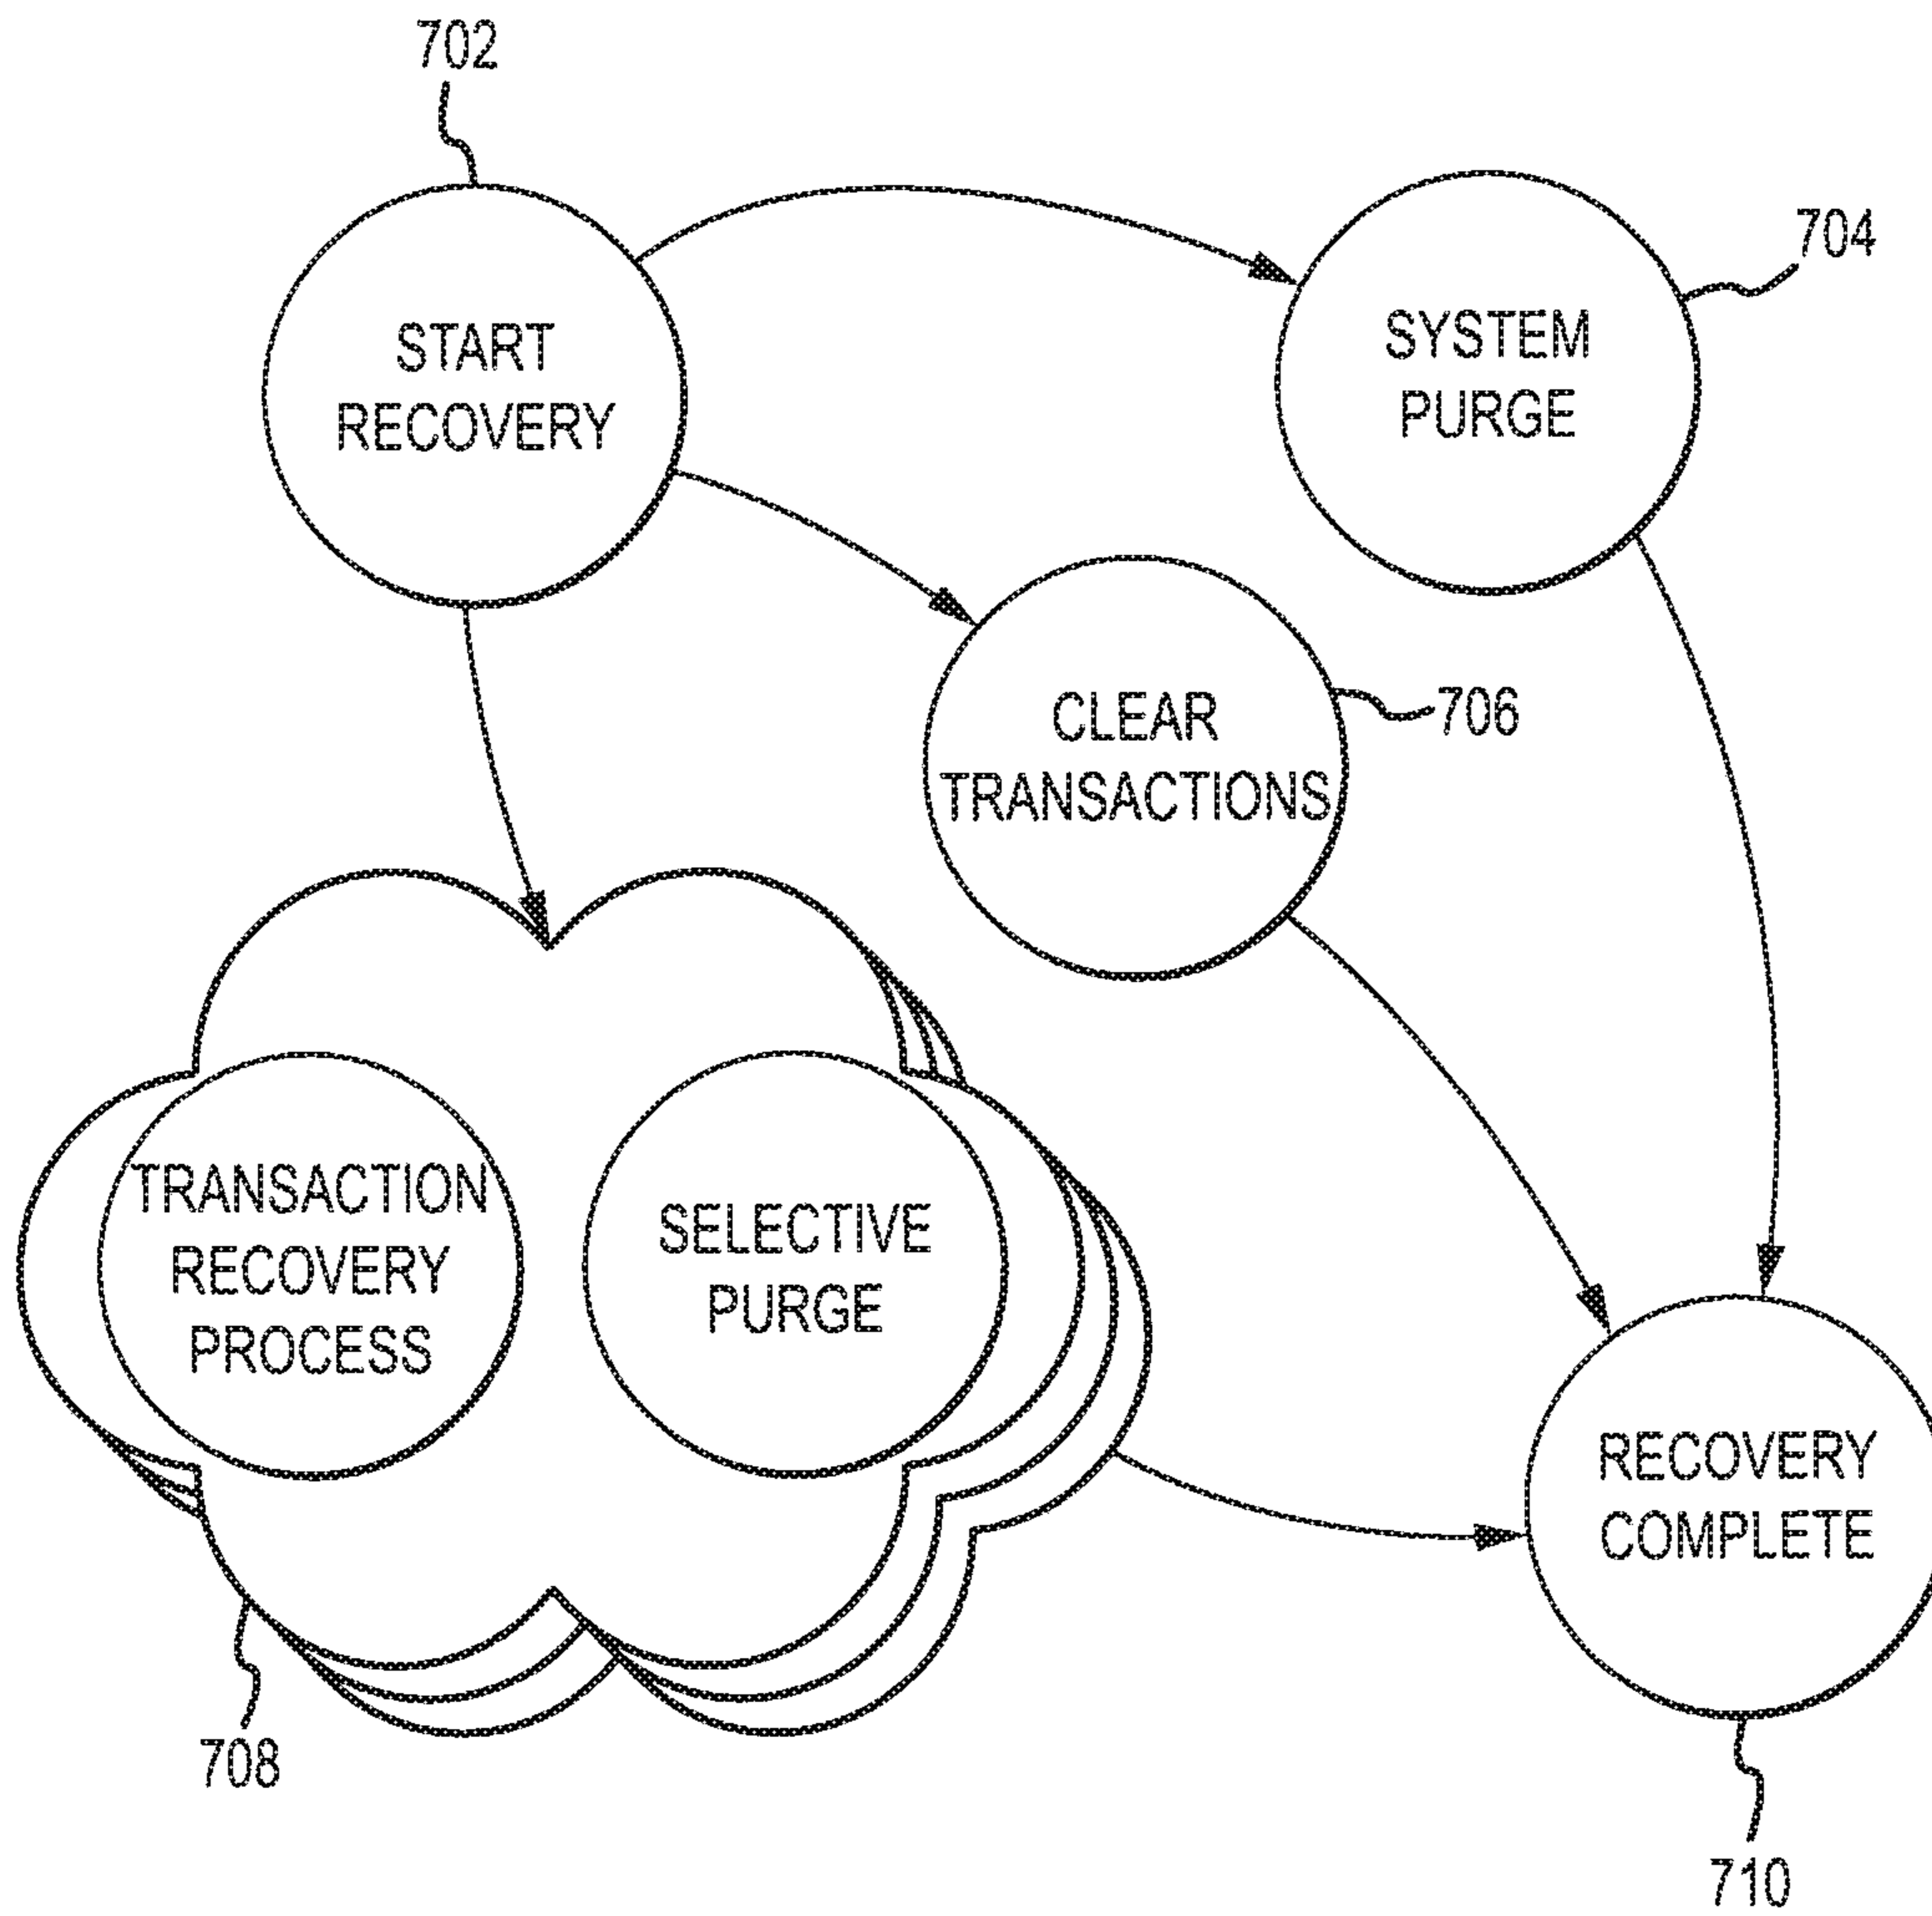 702
START
RECOVERY
SYSTEM
PURGE
704
CLEAR
TRANSACTIONS
706
TRANSACTION
RECOVERY
PROCESS
SELECTIVE
PURGE
RECOVERY
COMPLETE
708
710